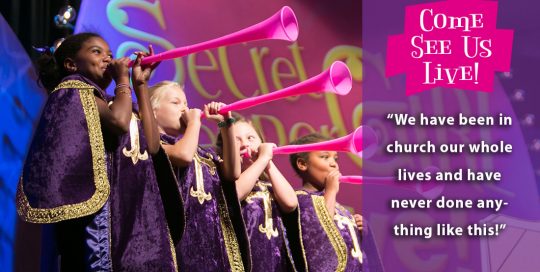 Secret
COME
SEE US
LIVE!
“We have been in
church our whole
lives and have
never done any-
thing like this!”